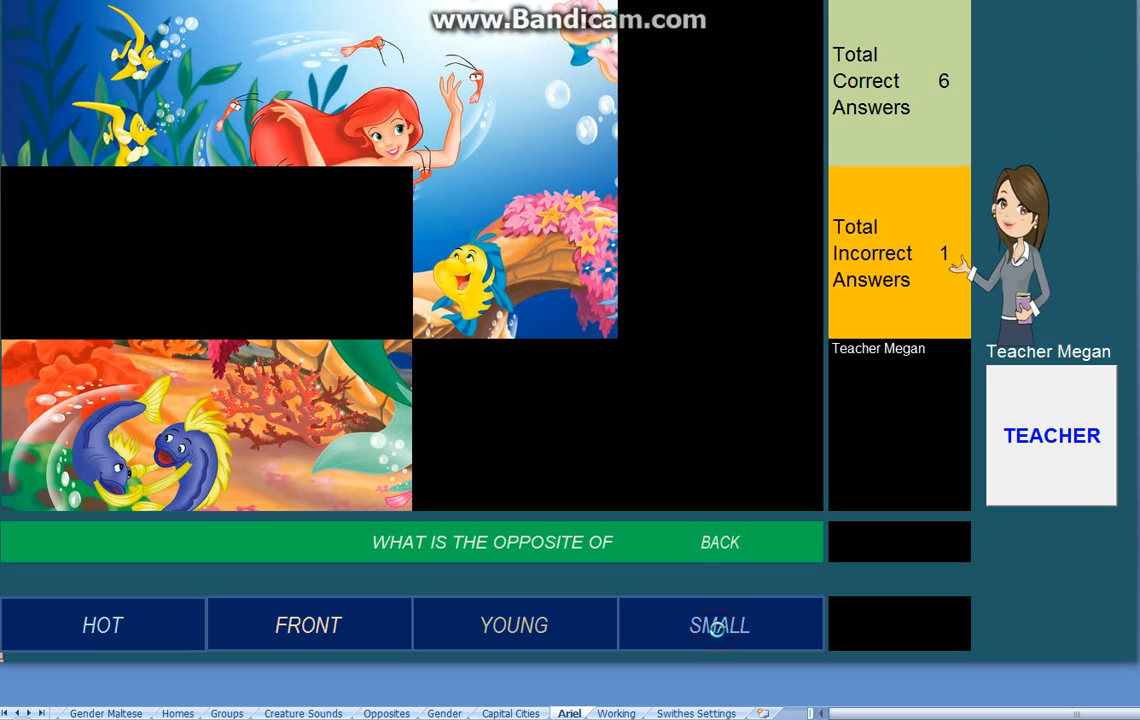 www.Bandicam.com
Total
Correct 6
Answers
Total
Incorrect 1
Answers
Teacher Megan
Teacher Megan
TEACHER
WHAT IS THE OPPOSITE OF BACK
HOT FRONT YOUNG SMALL
Gender Maltese Homes Groups Creature Sounds Opposites Gender Capital Cities Ariel Working Swithes Settings